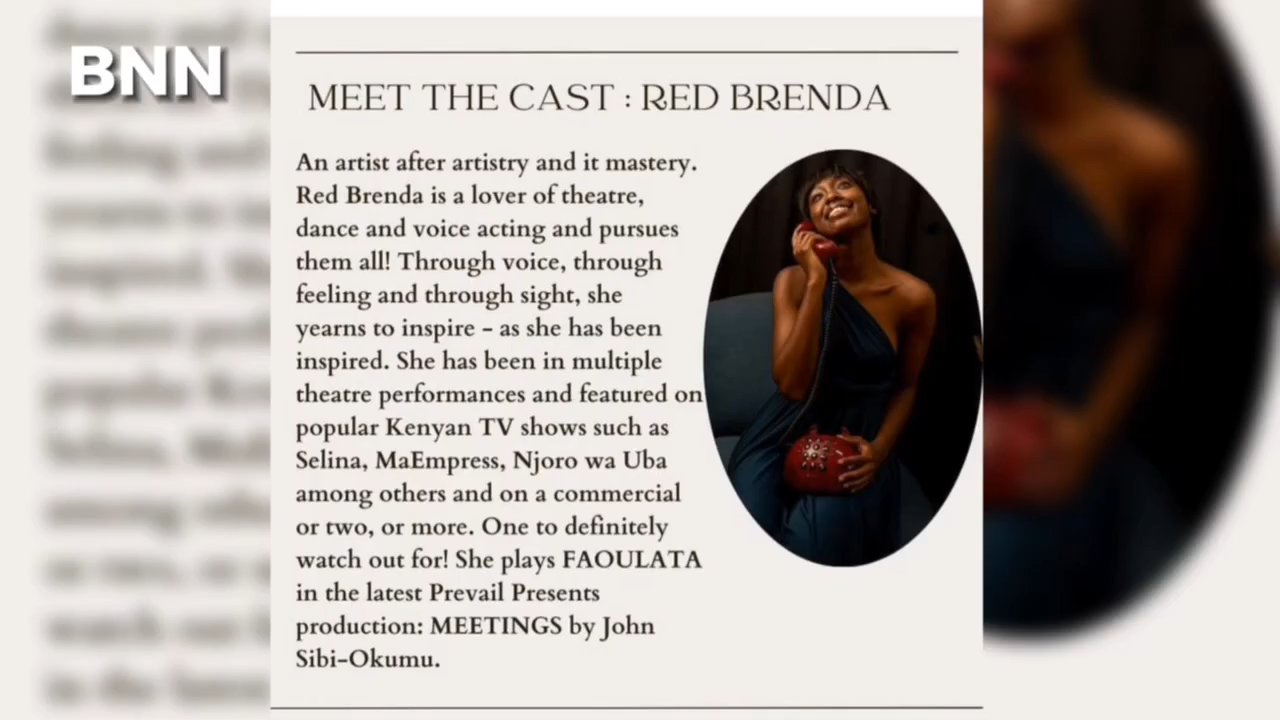 BNN
MEET THE CAST : RED BRENDA
An artist after artistry and it mastery.
Red Brenda is a lover of theatre,
dance and voice acting and pursues
them all! Through voice, through
feeling and through sight, she
yearns to inspire - as she has been
inspired. She has been in multiple
theatre performances and featured on
popular Kenyan TV shows such as
Selina, MaEmpress, Njoro wa Uba
among others and on a commercial
or two, or more. One to definitely
watch out for! She plays FAOULATA
in the latest Prevail Presents
production: MEETINGS by John
Sibi-Okumu.